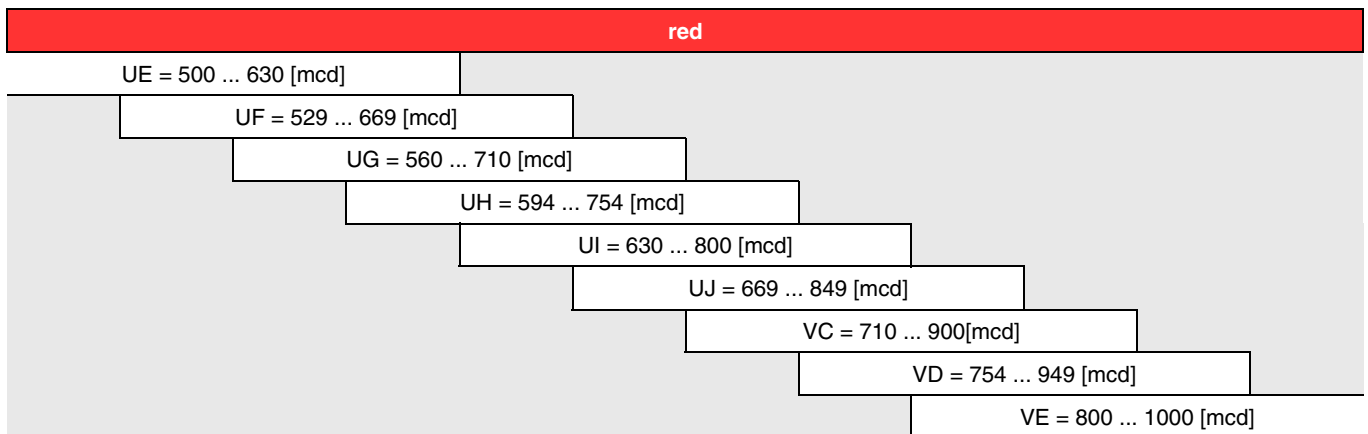 red
UE = 500 ... 630 [mcd]
UF = 529 ... 669 [mcd]
UG = 560 ... 710 [mcd]
UH = 594 ... 754 [mcd]
UI = 630 ... 800 [mcd]
UJ = 669 ... 849 [mcd]
VC = 710 ... 900[mcd]
VD = 754 ... 949 [mcd]
VE = 800 ... 1000 [mcd]